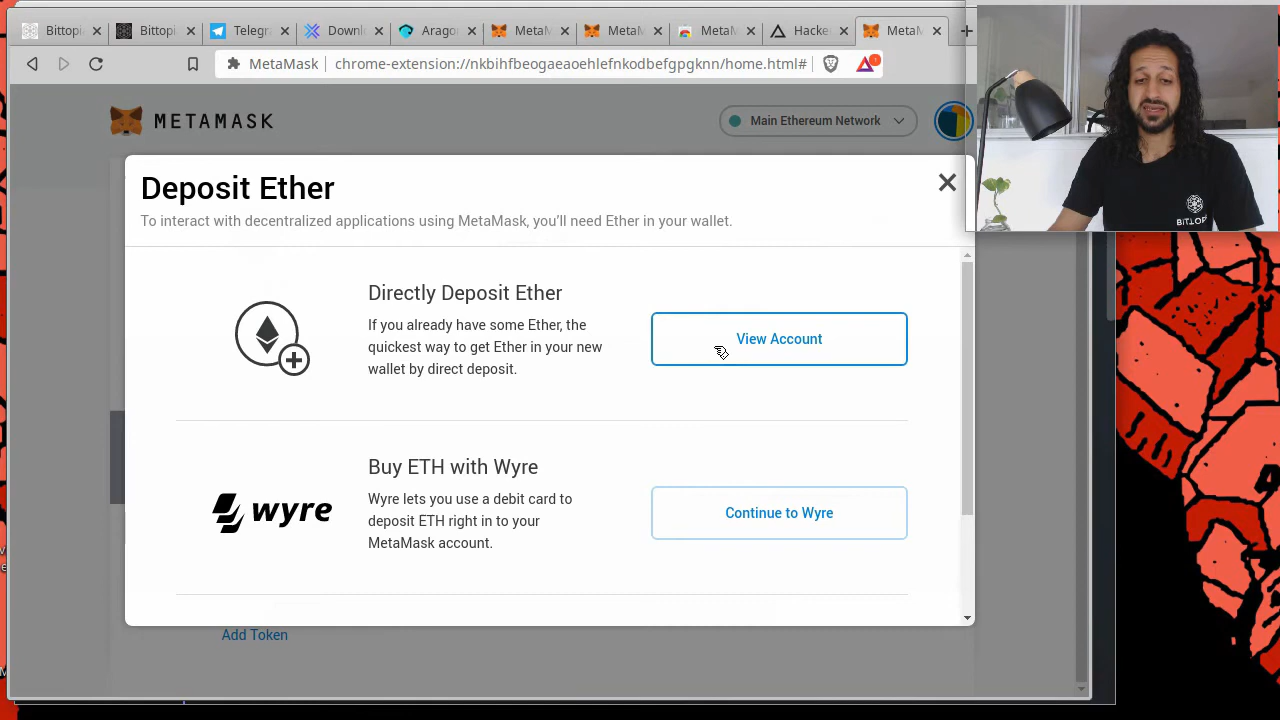 Bittopi
Bittopi
Telegra
Downl
Arago
MetaM
MetaM
MetaM
Hacke
MetaM
MetaMask
chrome-extension://nkbihfbeogaeaoehlefnkodbefgpgknn/home.html#
METAMASK
Main Ethereum Network
Deposit Ether
To interact with decentralized applications using MetaMask, you’ll need Ether in your wallet.
Directly Deposit Ether
If you already have some Ether, the
quickest way to get Ether in your new
wallet by direct deposit.
View Account
Buy ETH with Wyre
wyre
Wyre lets you use a debit card to
deposit ETH right in to your
MetaMask account.
Continue to Wyre
Add Token